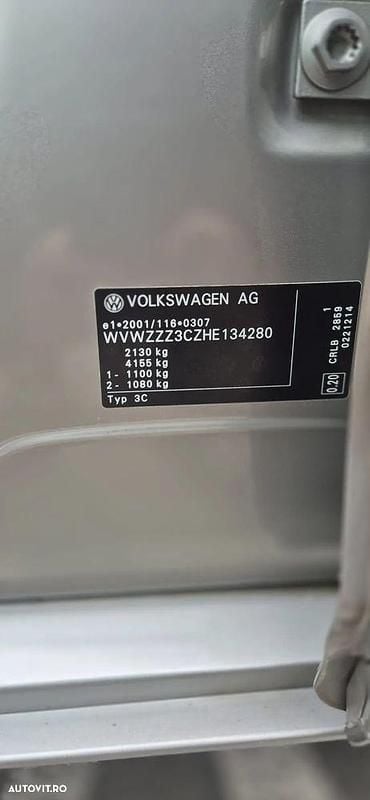 VOLKSWAGEN AG
e1*2001/116*0307
WVWZZZ3CZHE134280
2130 kg
4155 kg
1 - 1100 kg
2 - 1080 kg
Typ 3C
1
CRLB 2859
0221214
0.20
AUTOVIT.RO